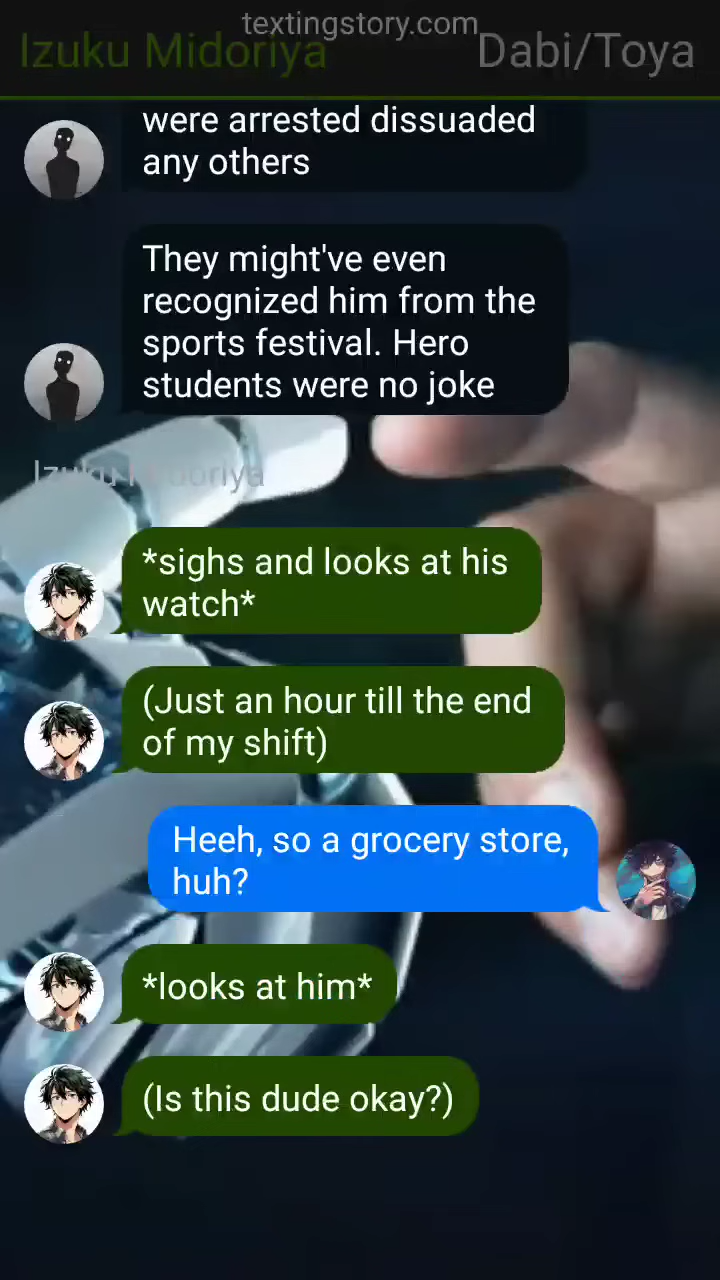 textingstory.com
Izuku Midoriya
Dabi/Toya
were arrested dissuaded
any others
They might've even
recognized him from the
sports festival. Hero
students were no joke
Izuku Midoriya
*sighs and looks at his
watch*
(Just an hour till the end
of my shift)
Heeh, so a grocery store,
huh?
*looks at him*
(Is this dude okay?)